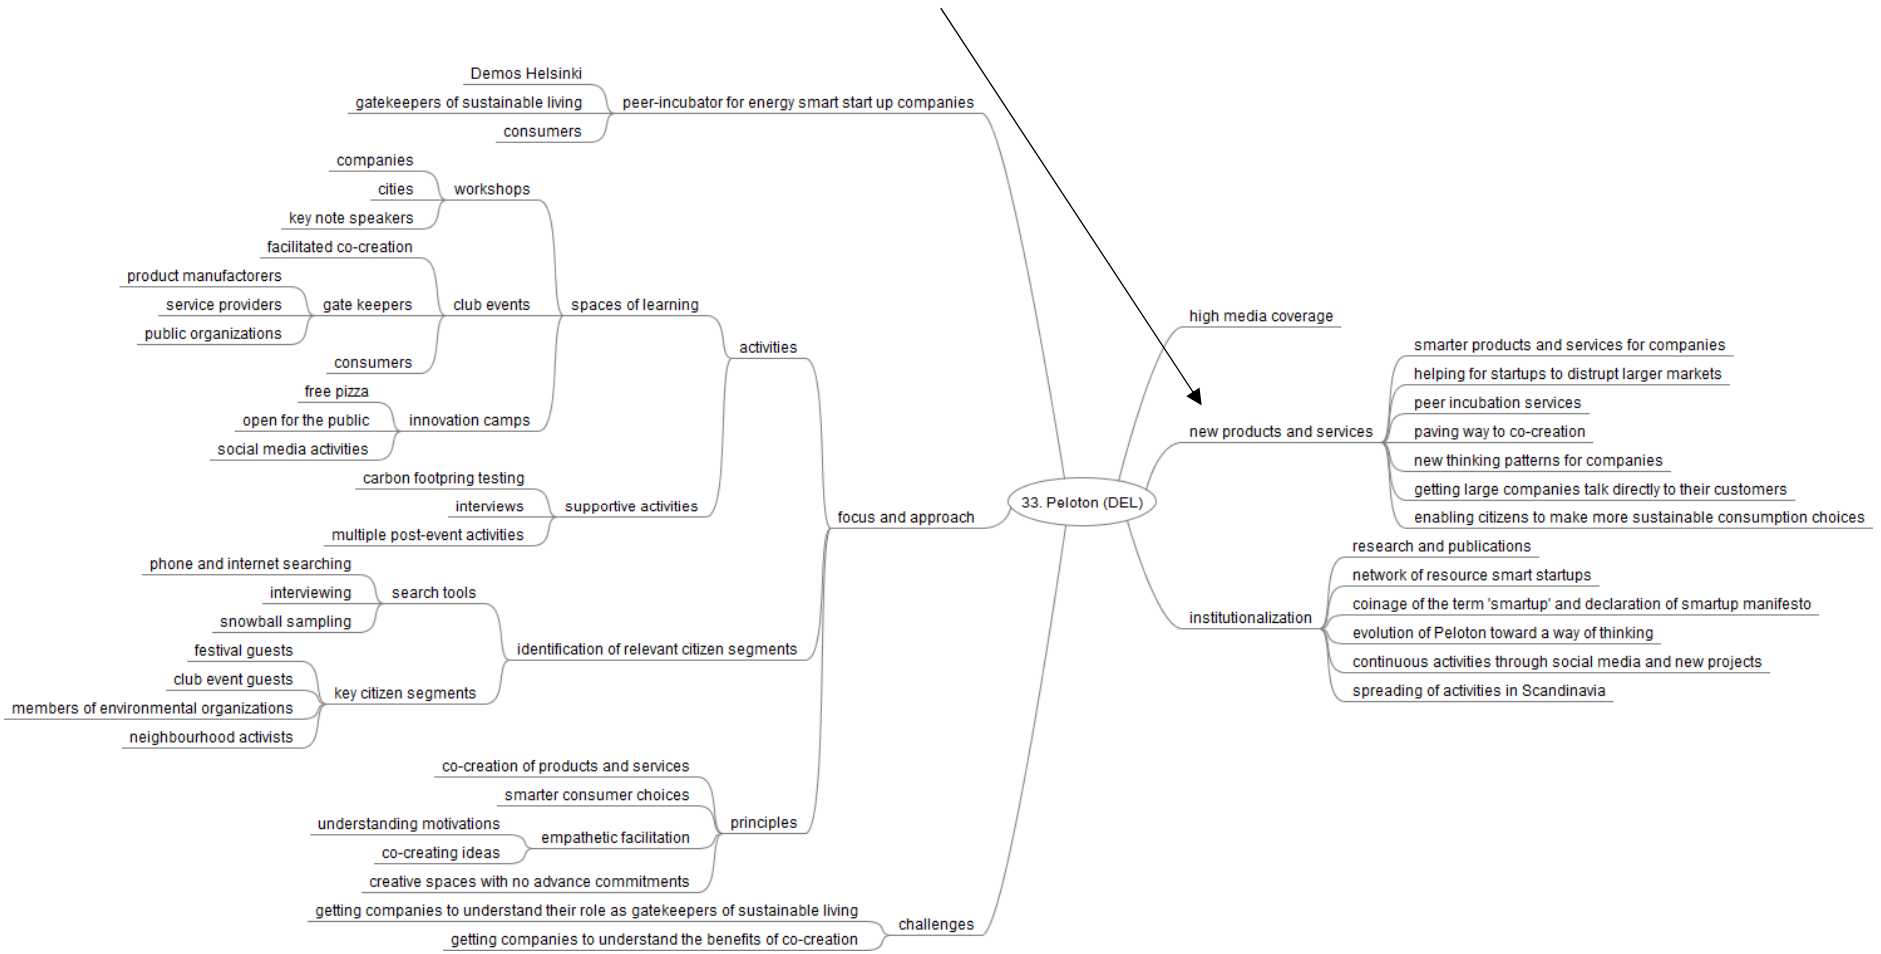 Demos Helsinki
gatekeepers of sustainable living
consumers
peer-incubator for energy smart start up companies
companies
cities
key note speakers
workshops
facilitated co-creation
product manufactorers
service providers
public organizations
gate keepers
consumers
club events
free pizza
open for the public
social media activities
innovation camps
spaces of learning
carbon footpring testing
interviews
multiple post-event activities
supportive activities
activities
phone and internet searching
interviewing
snowball sampling
search tools
festival guests
club event guests
members of environmental organizations
neighbourhood activists
key citizen segments
identification of relevant citizen segments
co-creation of products and services
smarter consumer choices
understanding motivations
co-creating ideas
empathetic facilitation
creative spaces with no advance commitments
principles
focus and approach
getting companies to understand their role as gatekeepers of sustainable living
getting companies to understand the benefits of co-creation
challenges
33. Peloton (DEL)
high media coverage
new products and services
smarter products and services for companies
helping for startups to distrupt larger markets
peer incubation services
paving way to co-creation
new thinking patterns for companies
getting large companies talk directly to their customers
enabling citizens to make more sustainable consumption choices
institutionalization
research and publications
network of resource smart startups
coinage of the term 'smartup' and declaration of smartup manifesto
evolution of Peloton toward a way of thinking
continuous activities through social media and new projects
spreading of activities in Scandinavia